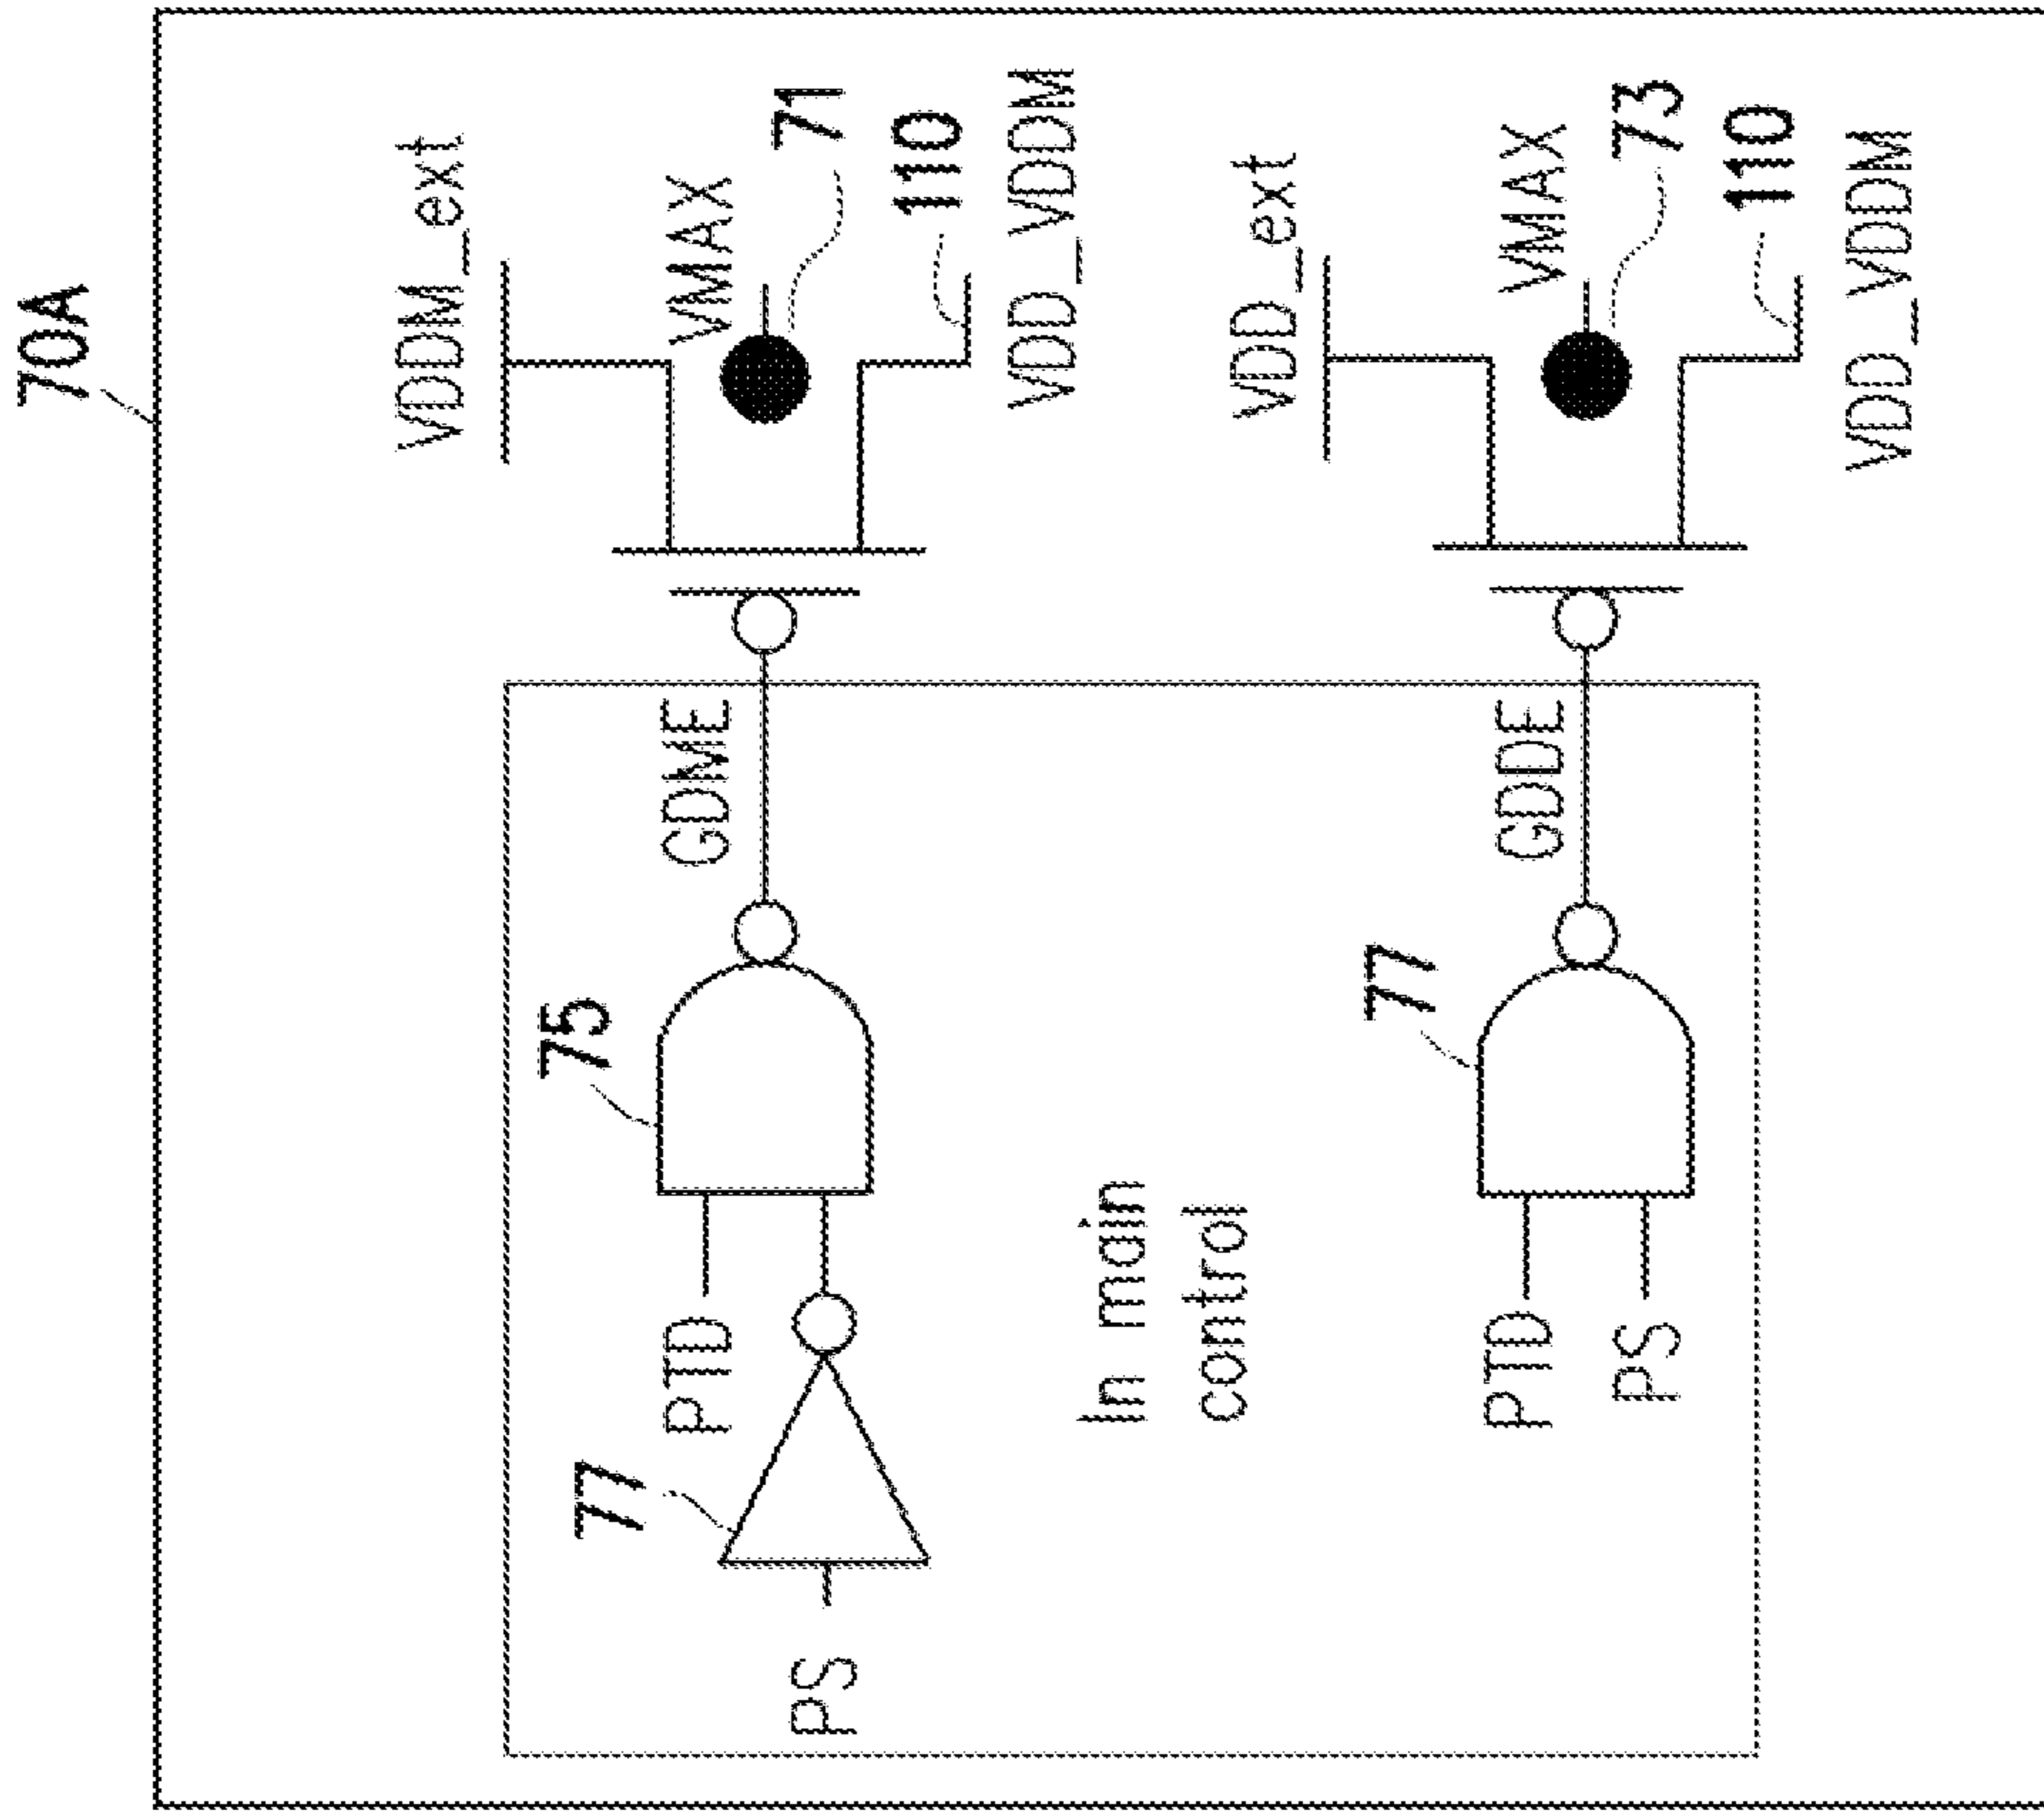 70A
VDDM_ext
VMAX
71
110
VDD_VDDM
GDME
75
PTD
77
PS
In main
control
VDD_ext
VMAX
73
110
VDD_VDDM
GDDE
77
PTD
PS